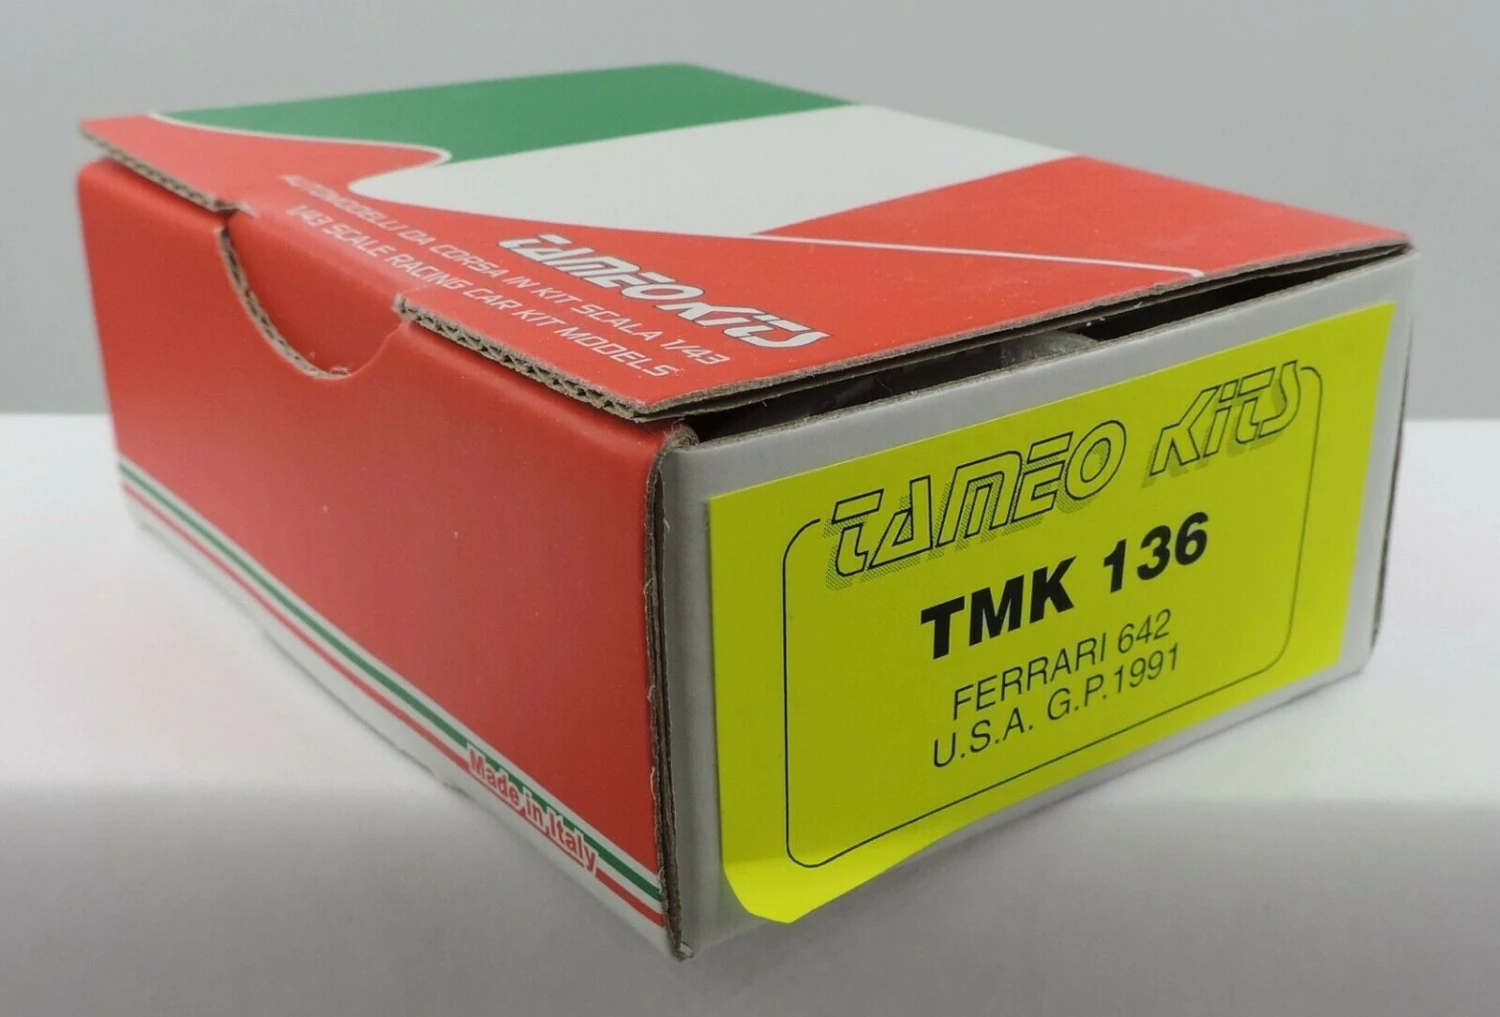 TAMEO KITS
AUTOMODELLI DA CORSA IN KIT SCALA 1/43
1/43 SCALE RACING CAR KIT MODELS
Made in Italy
TAMEO KITS
TMK 136
FERRARI 642
U.S.A. G.P.1991